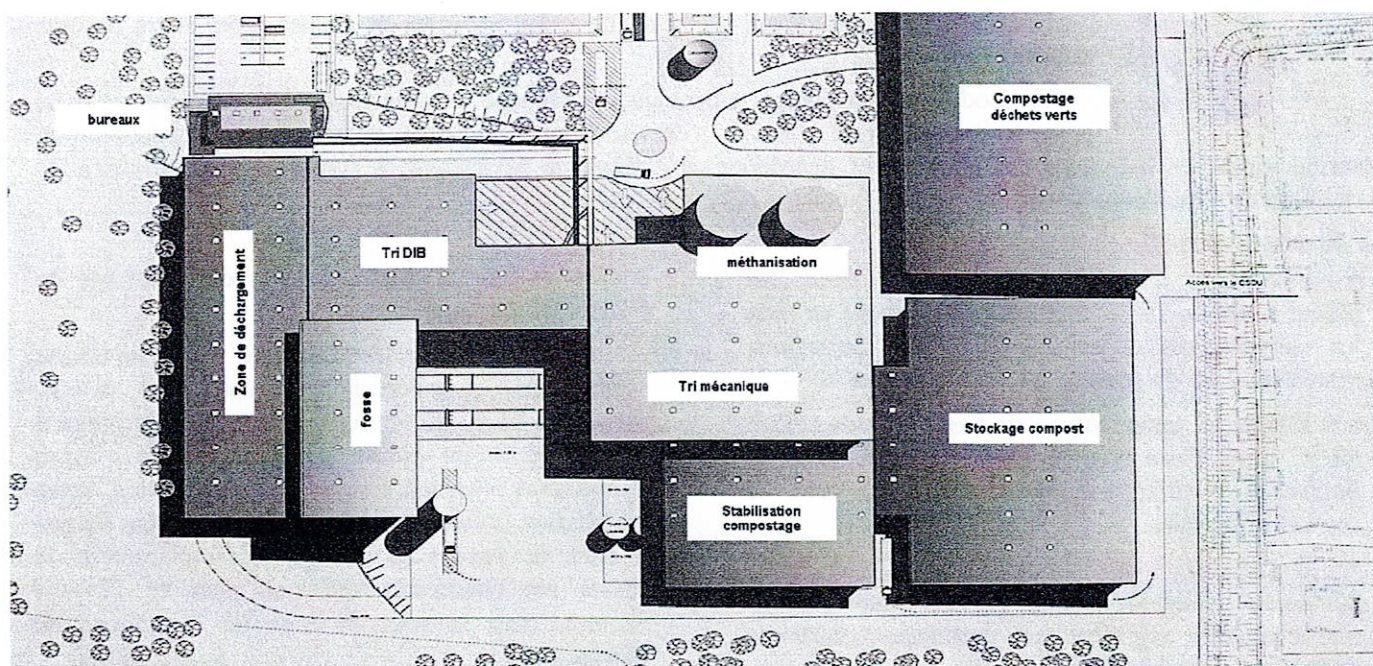 bureaux
Compostage
déchets verts
Tri DIB
méthanisation
Accès vers le CSDU
Zone de déchargement
fosse
Tri mécanique
Stockage compost
Stabilisation
compostage